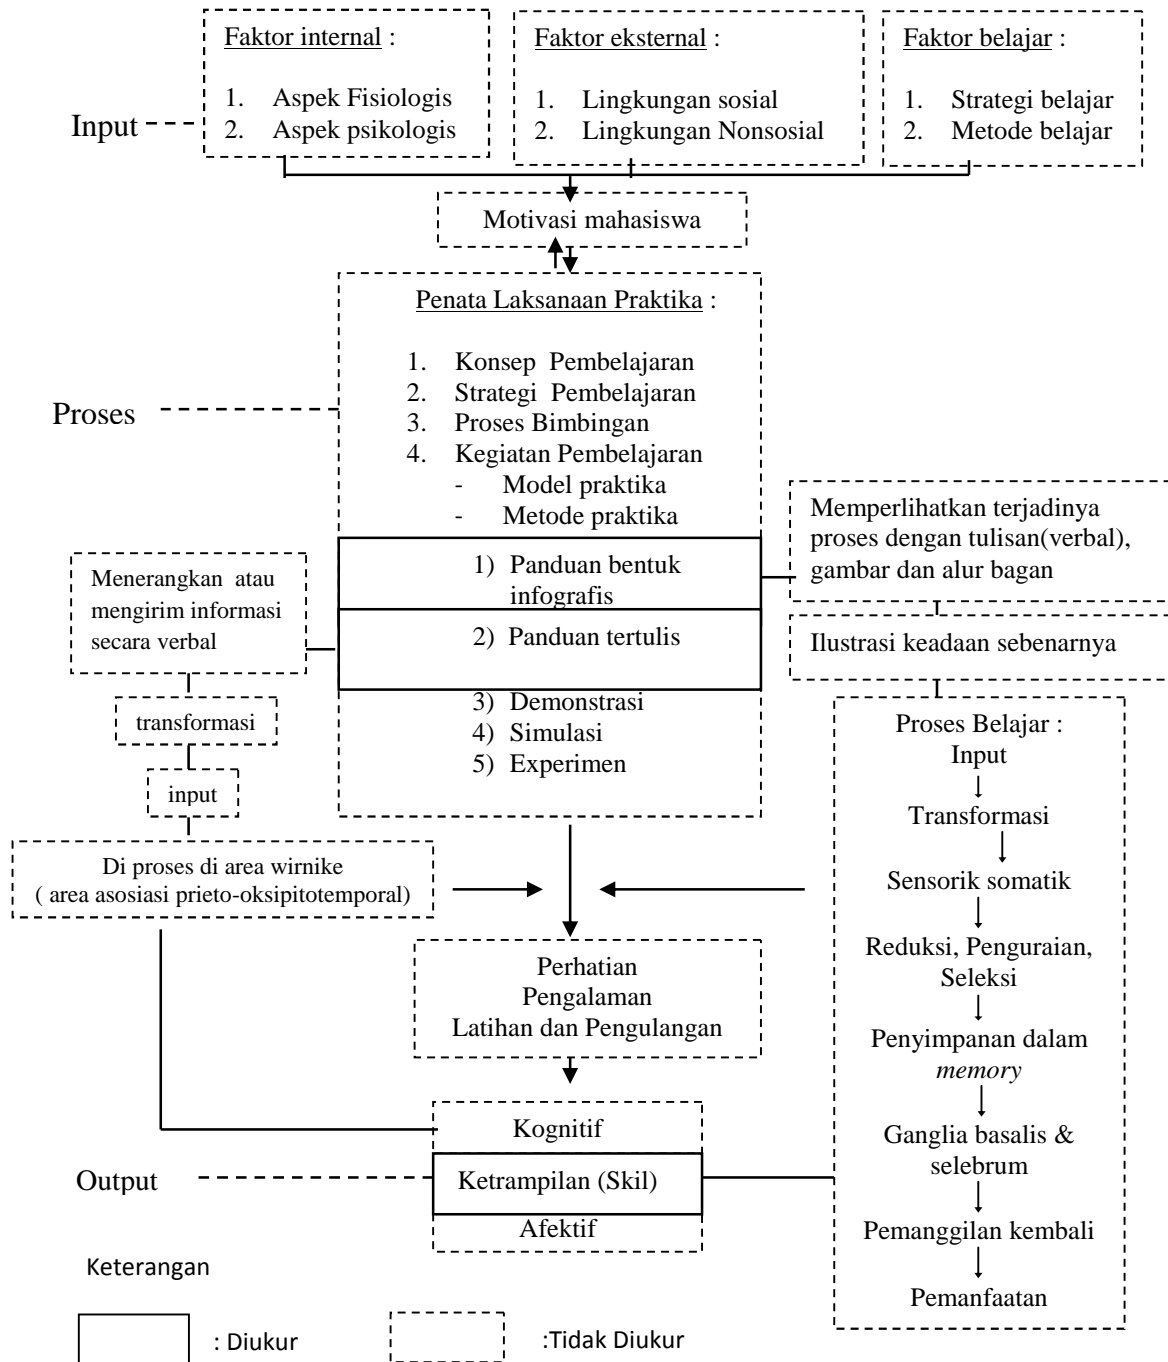 Faktor internal :
1. Aspek Fisiologis
2. Aspek psikologis
Faktor eksternal :
1. Lingkungan sosial
2. Lingkungan Nonsosial
Faktor belajar :
1. Strategi belajar
2. Metode belajar
Input
Motivasi mahasiswa
Penata Laksanaan Praktika :
1. Konsep Pembelajaran
2. Strategi Pembelajaran
3. Proses Bimbingan
4. Kegiatan Pembelajaran
- Model praktika
- Metode praktika
Proses
1) Panduan bentuk
infografis
2) Panduan tertulis
3) Demonstrasi
4) Simulasi
5) Experimen
Memperlihatkan terjadinya
proses dengan tulisan(verbal),
gambar dan alur bagan
Ilustrasi keadaan sebenarnya
Menerangkan atau
mengirim informasi
secara verbal
transformasi
input
Di proses di area wirnike
( area asosiasi prieto-oksipitotemporal)
Proses Belajar :
Input
Transformasi
Sensorik somatik
Reduksi, Penguraian,
Seleksi
Penyimpanan dalam
memory
Ganglia basalis &
selebrum
Pemanggilan kembali
Pemanfaatan
Perhatian
Pengalaman
Latihan dan Pengulangan
Kognitif
Output
Ketrampilan (Skil)
Afektif
Keterangan
: Diukur
:Tidak Diukur